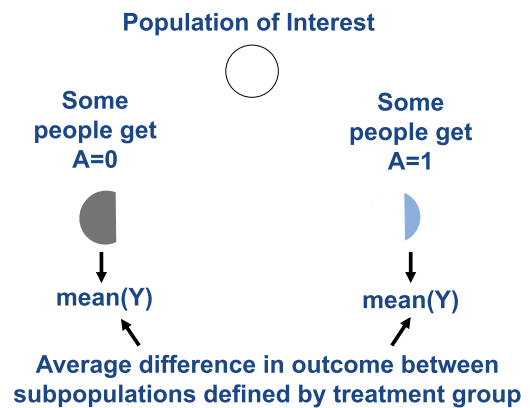 Population of Interest
Some
people get
A=0
Some
people get
A=1
mean(Y)
mean(Y)
Average difference in outcome between
subpopulations defined by treatment group